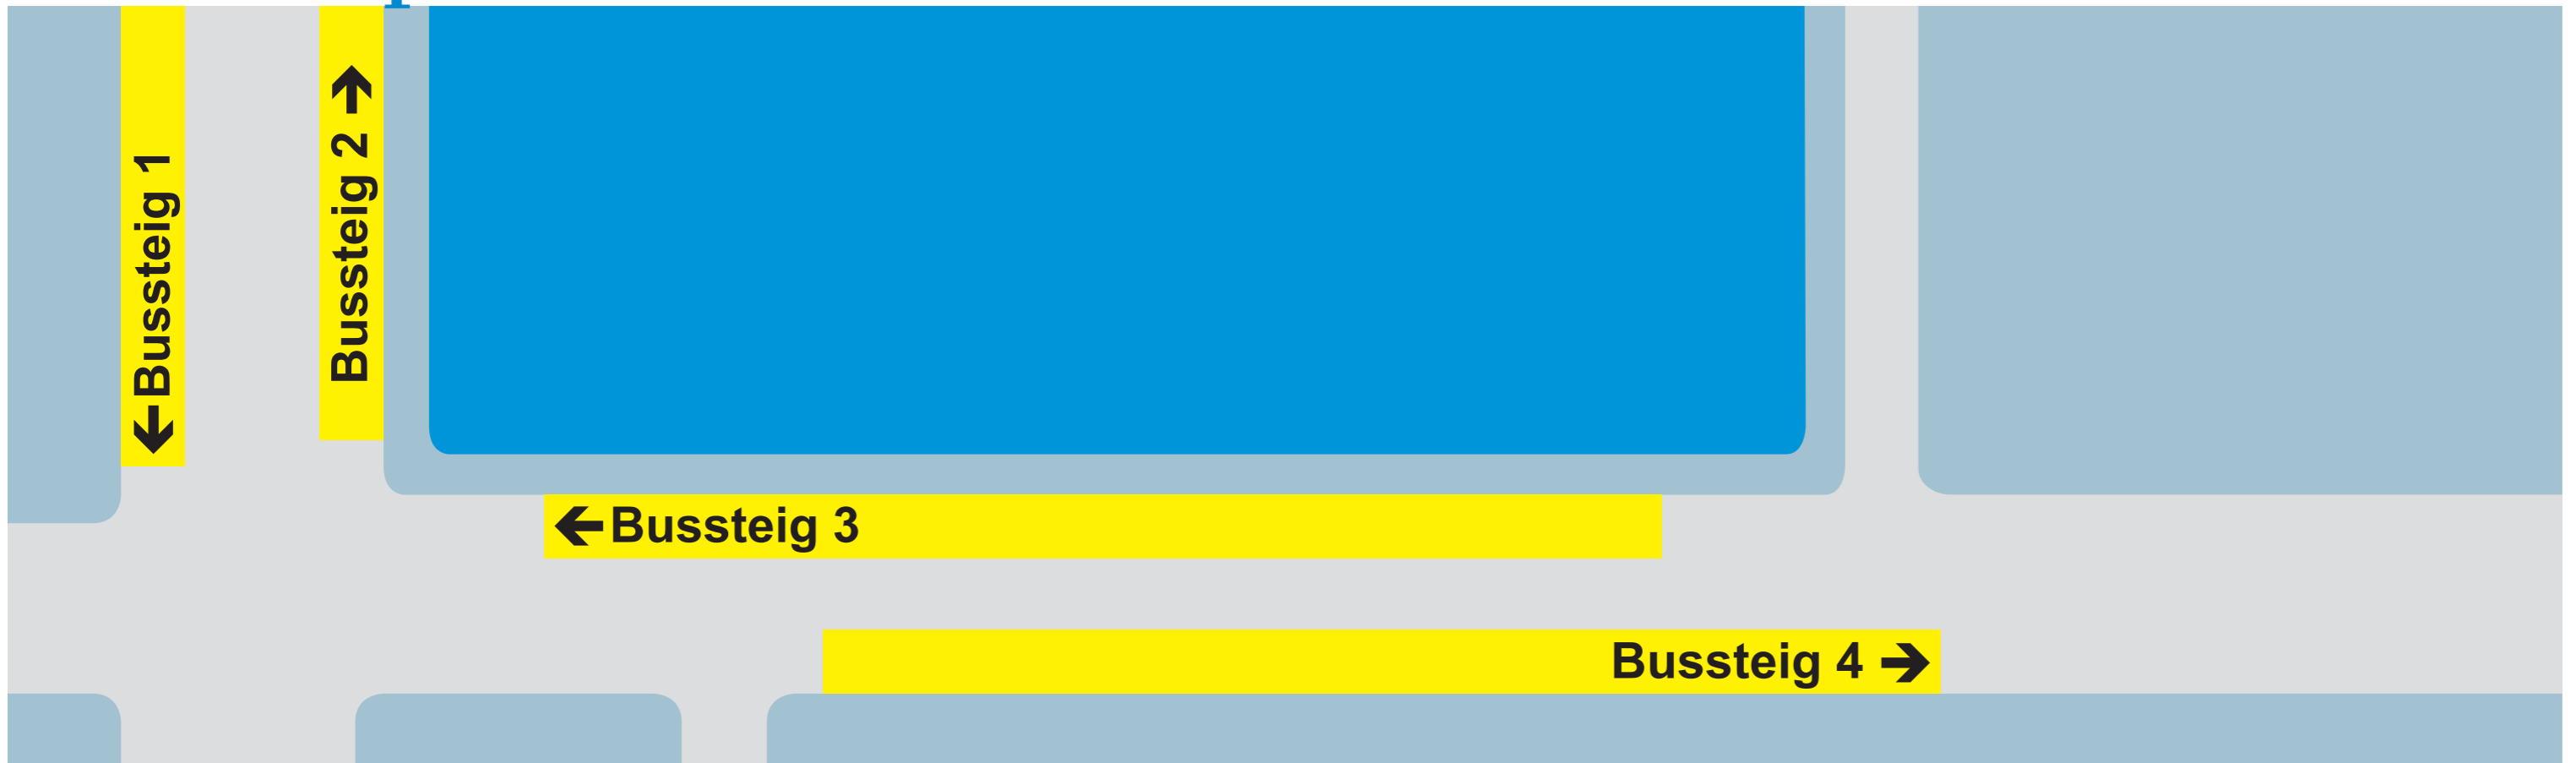 ←Bussteig 1
Bussteig 2 →
←Bussteig 3
Bussteig 4 →